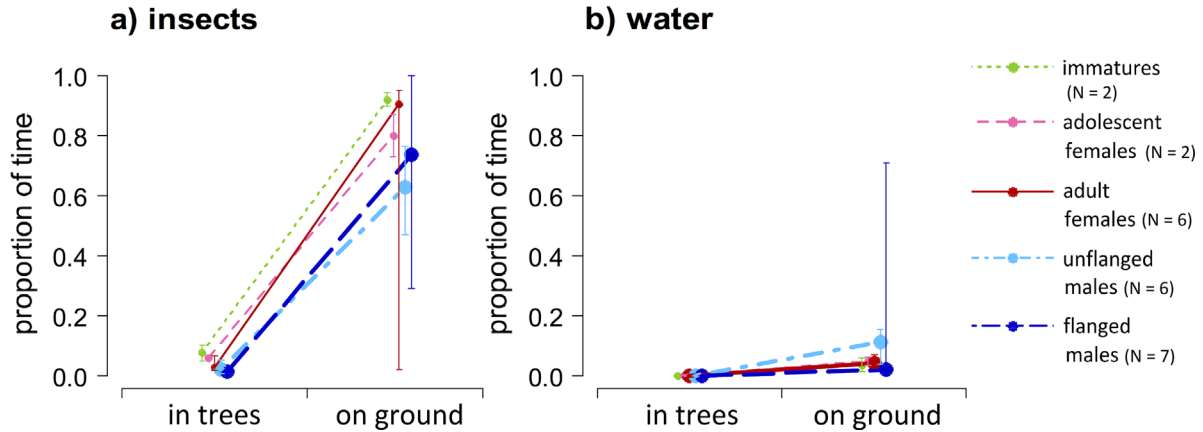 a) insects
proportion of time
1.0
0.8
0.6
0.4
0.2
0.0
in trees
on ground
b) water
proportion of time
1.0
0.8
0.6
0.4
0.2
0.0
in trees
on ground
immatures
(N = 2)
adolescent
females (N = 2)
adult
females (N = 6)
unflanged
males (N = 6)
flanged
males (N = 7)